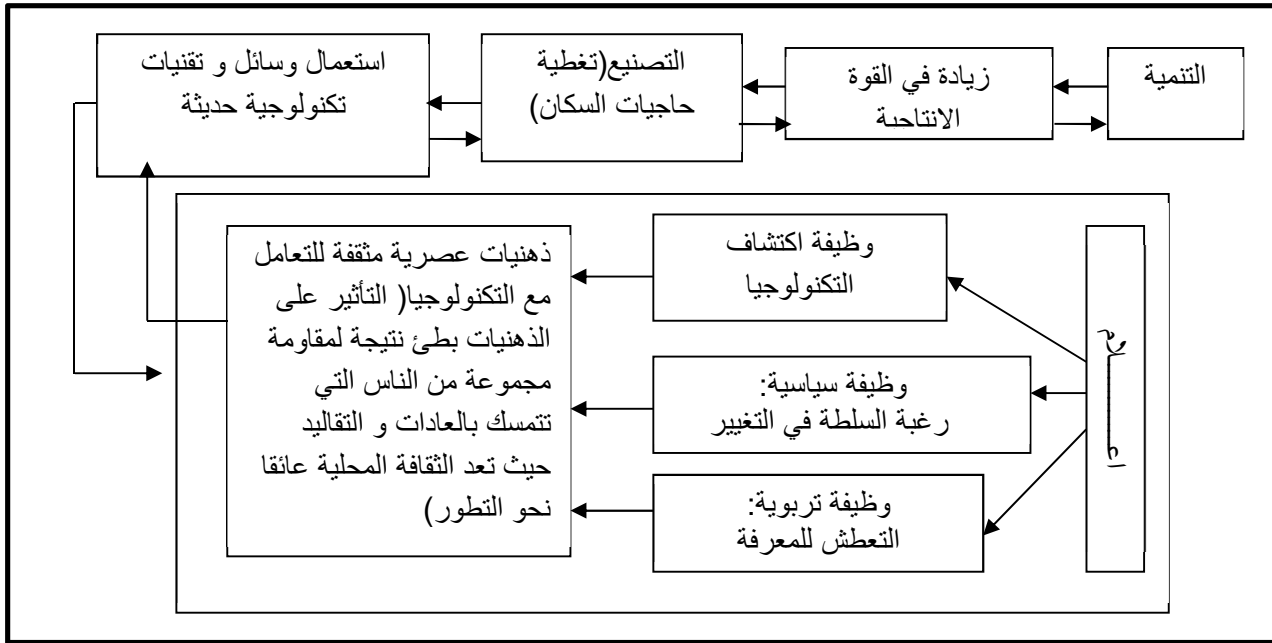 التنمية
زيادة في القوة
الانتاجية
التصنيع(تغطية
حاجيات السكان)
استعمال وسائل و تقنيات
تكنولوجية حديثة
اعــــــــلام
وظيفة اكتشاف
التكنولوجيا
وظيفة سياسية:
رغبة السلطة في التغيير
وظيفة تربوية:
التعطش للمعرفة
ذهنيات عصرية مثقفة للتعامل
مع التكنولوجيا( التأثير على
الذهنيات بطئ نتيجة لمقاومة
مجموعة من الناس التي
تتمسك بالعادات و التقاليد
حيث تعد الثقافة المحلية عائقا
نحو التطور)